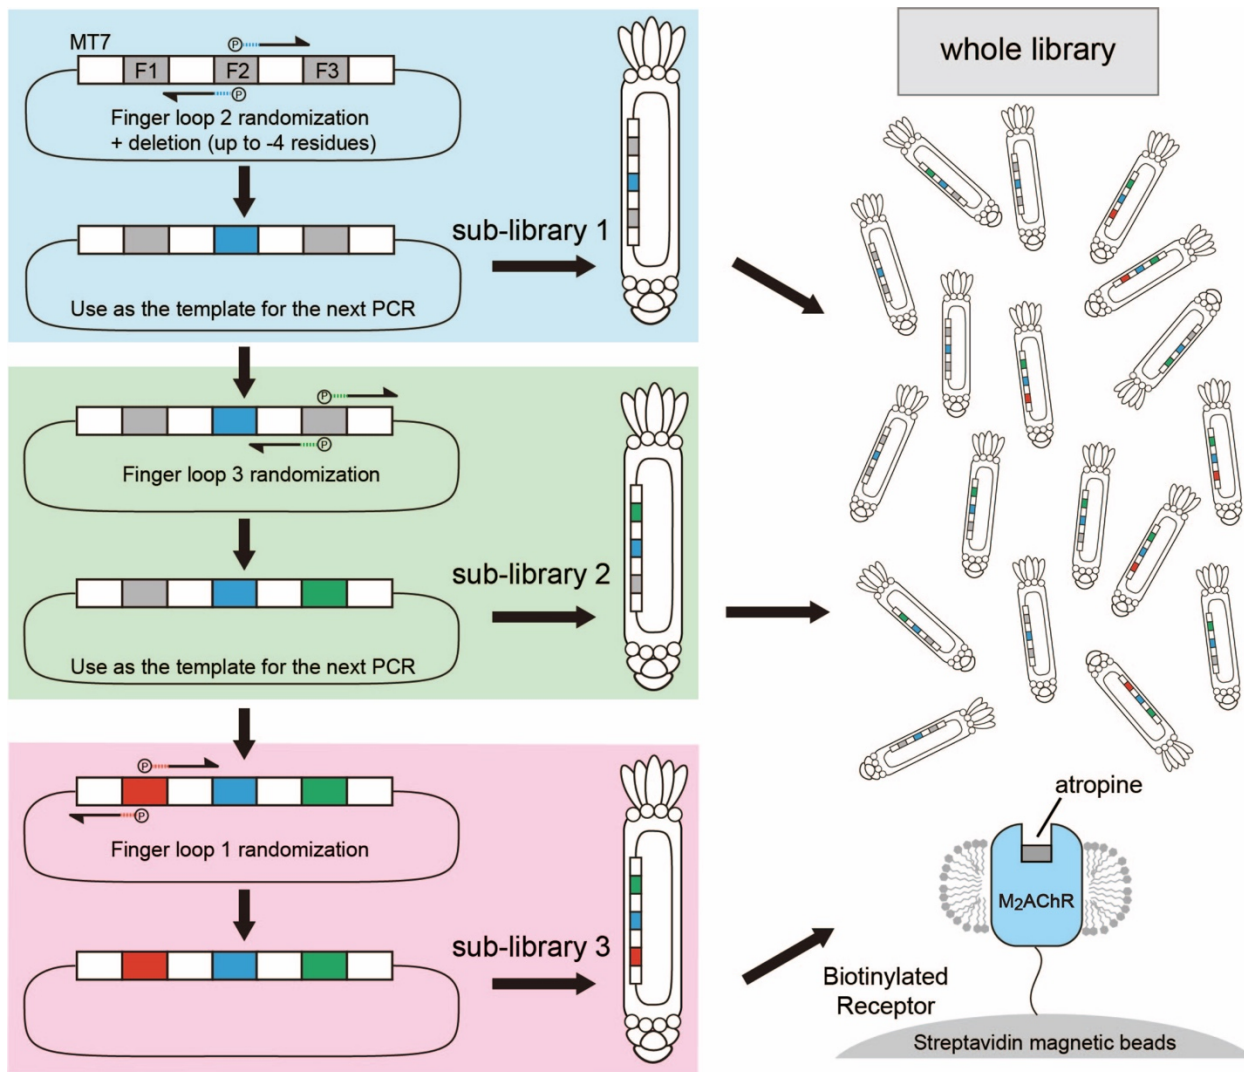 MT7
P
F1 F2 F3
P
Finger loop 2 randomization
+ deletion (up to -4 residues)
sub-library 1
Use as the template for the next PCR
P
P
Finger loop 3 randomization
sub-library 2
Use as the template for the next PCR
P
P
Finger loop 1 randomization
sub-library 3
whole library
atropine
M₂AChR
Biotinylated
Receptor
Streptavidin magnetic beads